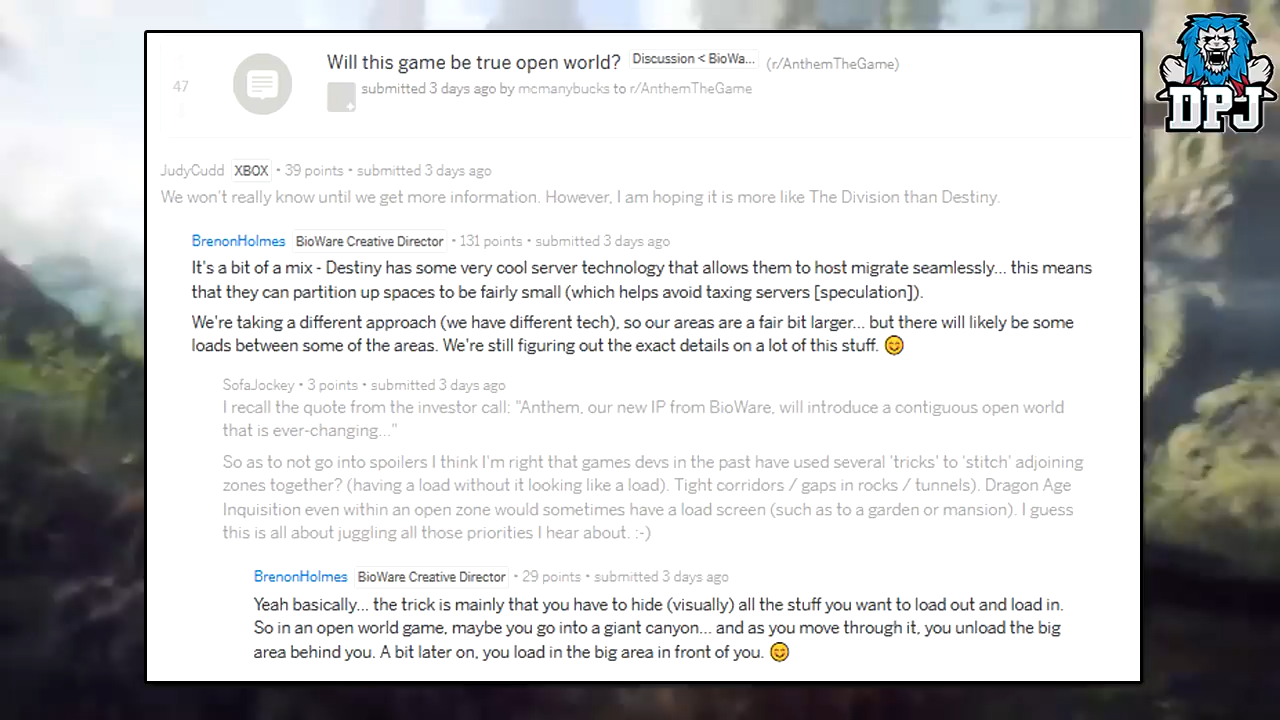 Will this game be true open world? Discussion < BioWa... (r/AnthemTheGame)
47
submitted 3 days ago by mcmanybucks to r/AnthemTheGame
DPJ
JudyCudd XBOX • 39 points • submitted 3 days ago
We won't really know until we get more information. However, I am hoping it is more like The Division than Destiny.
BrenonHolmes BioWare Creative Director • 131 points • submitted 3 days ago
It's a bit of a mix - Destiny has some very cool server technology that allows them to host migrate seamlessly... this means
that they can partition up spaces to be fairly small (which helps avoid taxing servers [speculation]).
We're taking a different approach (we have different tech), so our areas are a fair bit larger... but there will likely be some
loads between some of the areas. We're still figuring out the exact details on a lot of this stuff. 😊
SofaJockey • 3 points • submitted 3 days ago
I recall the quote from the investor call: "Anthem, our new IP from BioWare, will introduce a contiguous open world
that is ever-changing..."
So as to not go into spoilers I think I'm right that games devs in the past have used several 'tricks' to 'stitch' adjoining
zones together? (having a load without it looking like a load). Tight corridors / gaps in rocks / tunnels). Dragon Age
Inquisition even within an open zone would sometimes have a load screen (such as to a garden or mansion). I guess
this is all about juggling all those priorities I hear about. :-)
BrenonHolmes BioWare Creative Director • 29 points • submitted 3 days ago
Yeah basically... the trick is mainly that you have to hide (visually) all the stuff you want to load out and load in.
So in an open world game, maybe you go into a giant canyon... and as you move through it, you unload the big
area behind you. A bit later on, you load in the big area in front of you. 😊